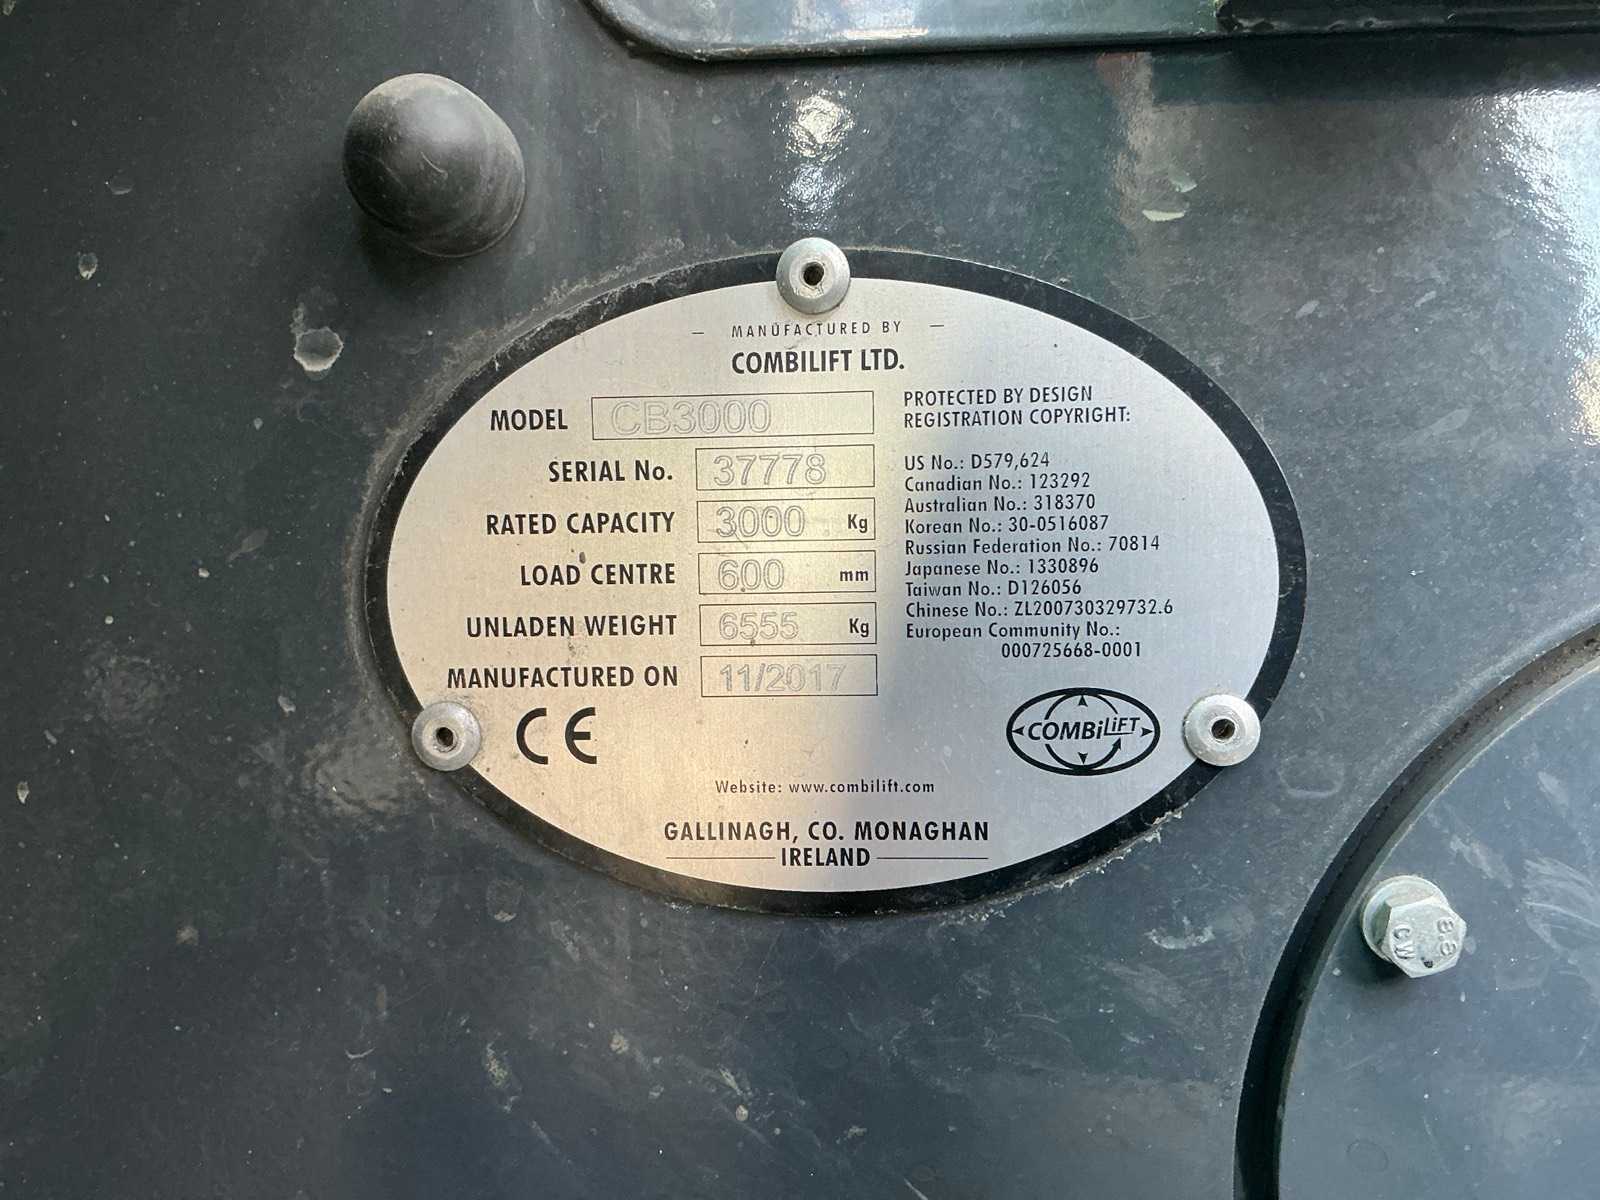 MANUFACTURED BY
COMBILIFT LTD.
MODEL CB3000
SERIAL No. 37778
RATED CAPACITY 3000 Kg
LOAD CENTRE 600 mm
UNLADEN WEIGHT 6555 Kg
MANUFACTURED ON 11/2017
PROTECTED BY DESIGN
REGISTRATION COPYRIGHT:
US No.: D579,624
Canadian No.: 123292
Australian No.: 318370
Korean No.: 30-0516087
Russian Federation No.: 70814
Japanese No.: 1330896
Taiwan No.: D126056
Chinese No.: ZL200730329732.6
European Community No.:
000725668-0001
CE
COMBiLiFT
Website: www.combilift.com
GALLINAGH, CO. MONAGHAN
IRELAND
8.8
CW